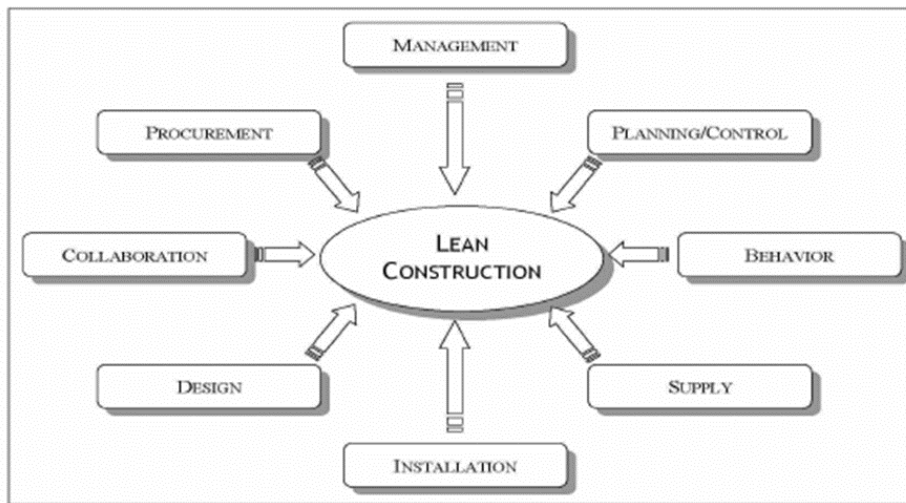 MANAGEMENT
PROCUREMENT
PLANNING/CONTROL
COLLABORATION
LEAN
CONSTRUCTION
BEHAVIOR
DESIGN
SUPPLY
INSTALLATION